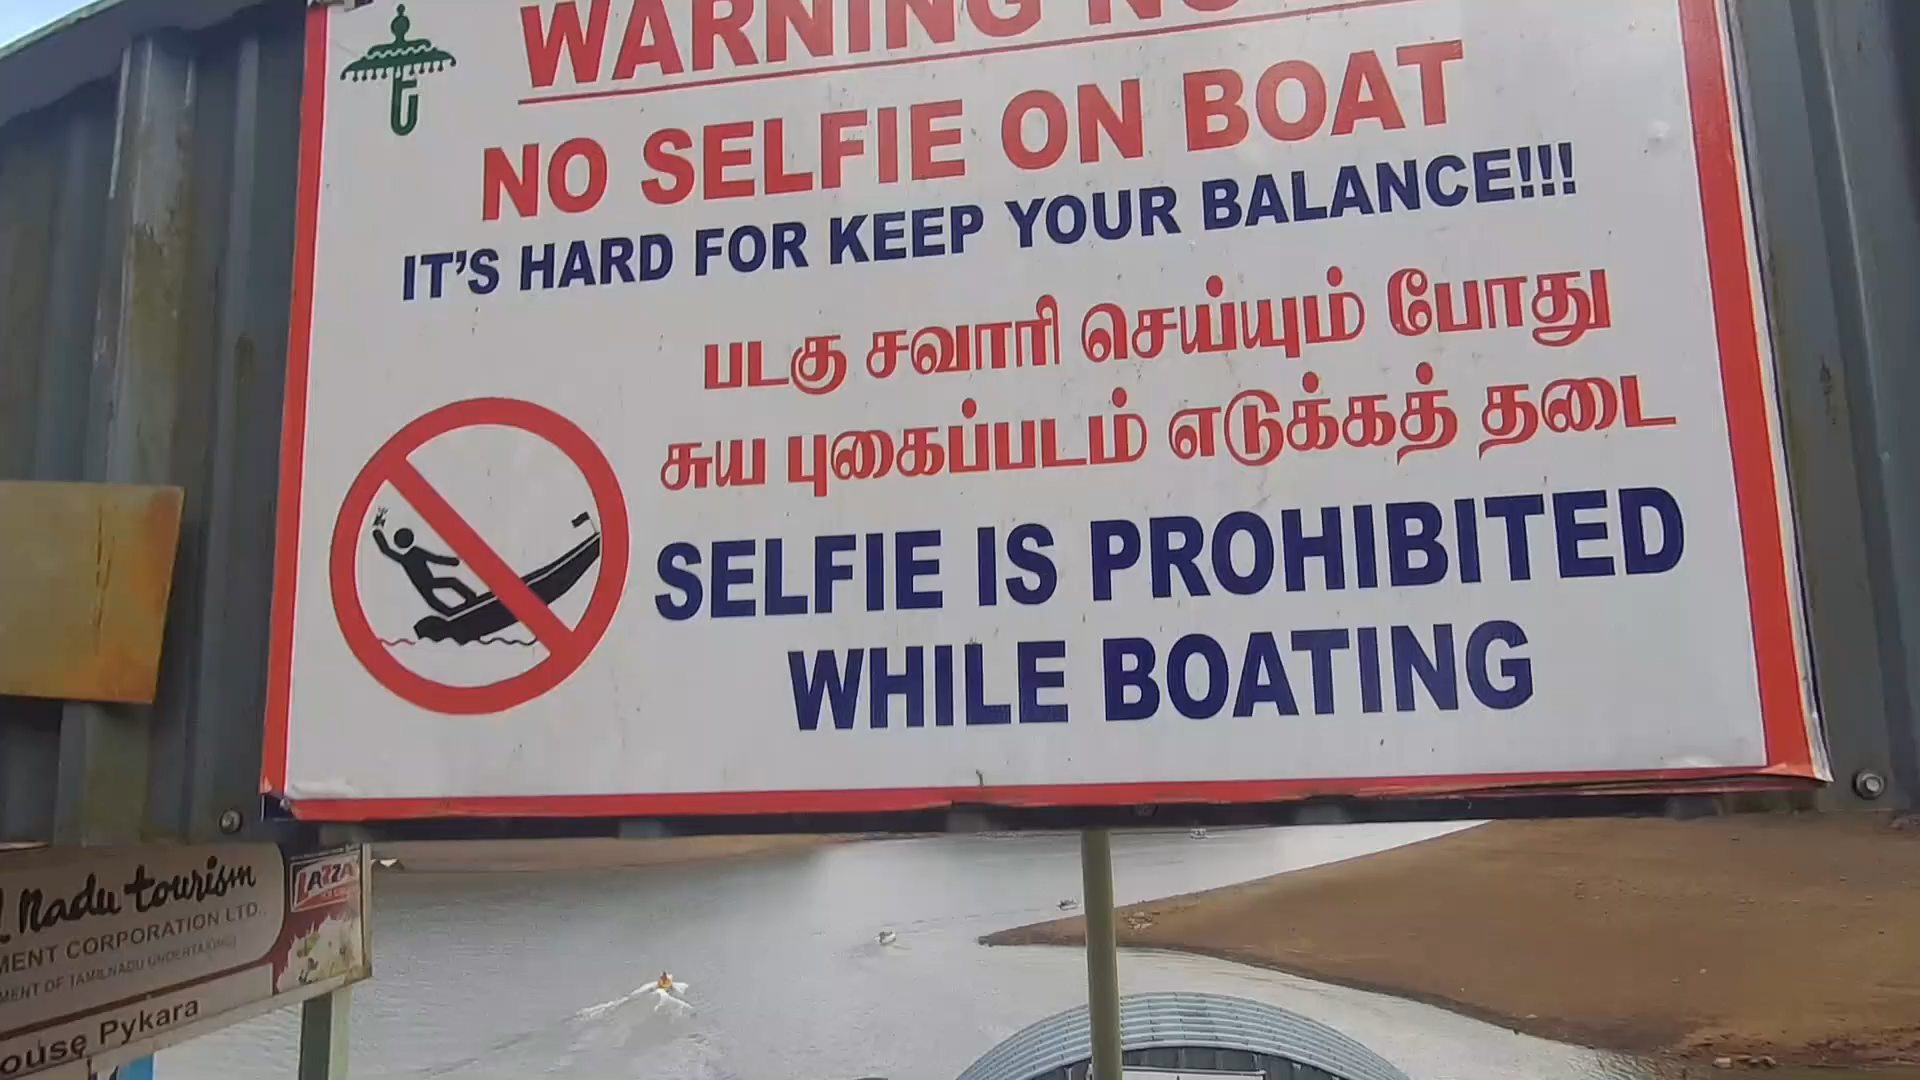 WARNING
NO SELFIE ON BOAT
IT'S HARD FOR KEEP YOUR BALANCE!!!
படகு சவாரி செய்யும் போது
சுய புகைப்படம் எடுக்கத் தடை
SELFIE IS PROHIBITED
WHILE BOATING
Nadu tourism
LAZZA
MENT CORPORATION LTD.,
MENT OF TAMILNADU UNDERTAKING)
ouse Pykara